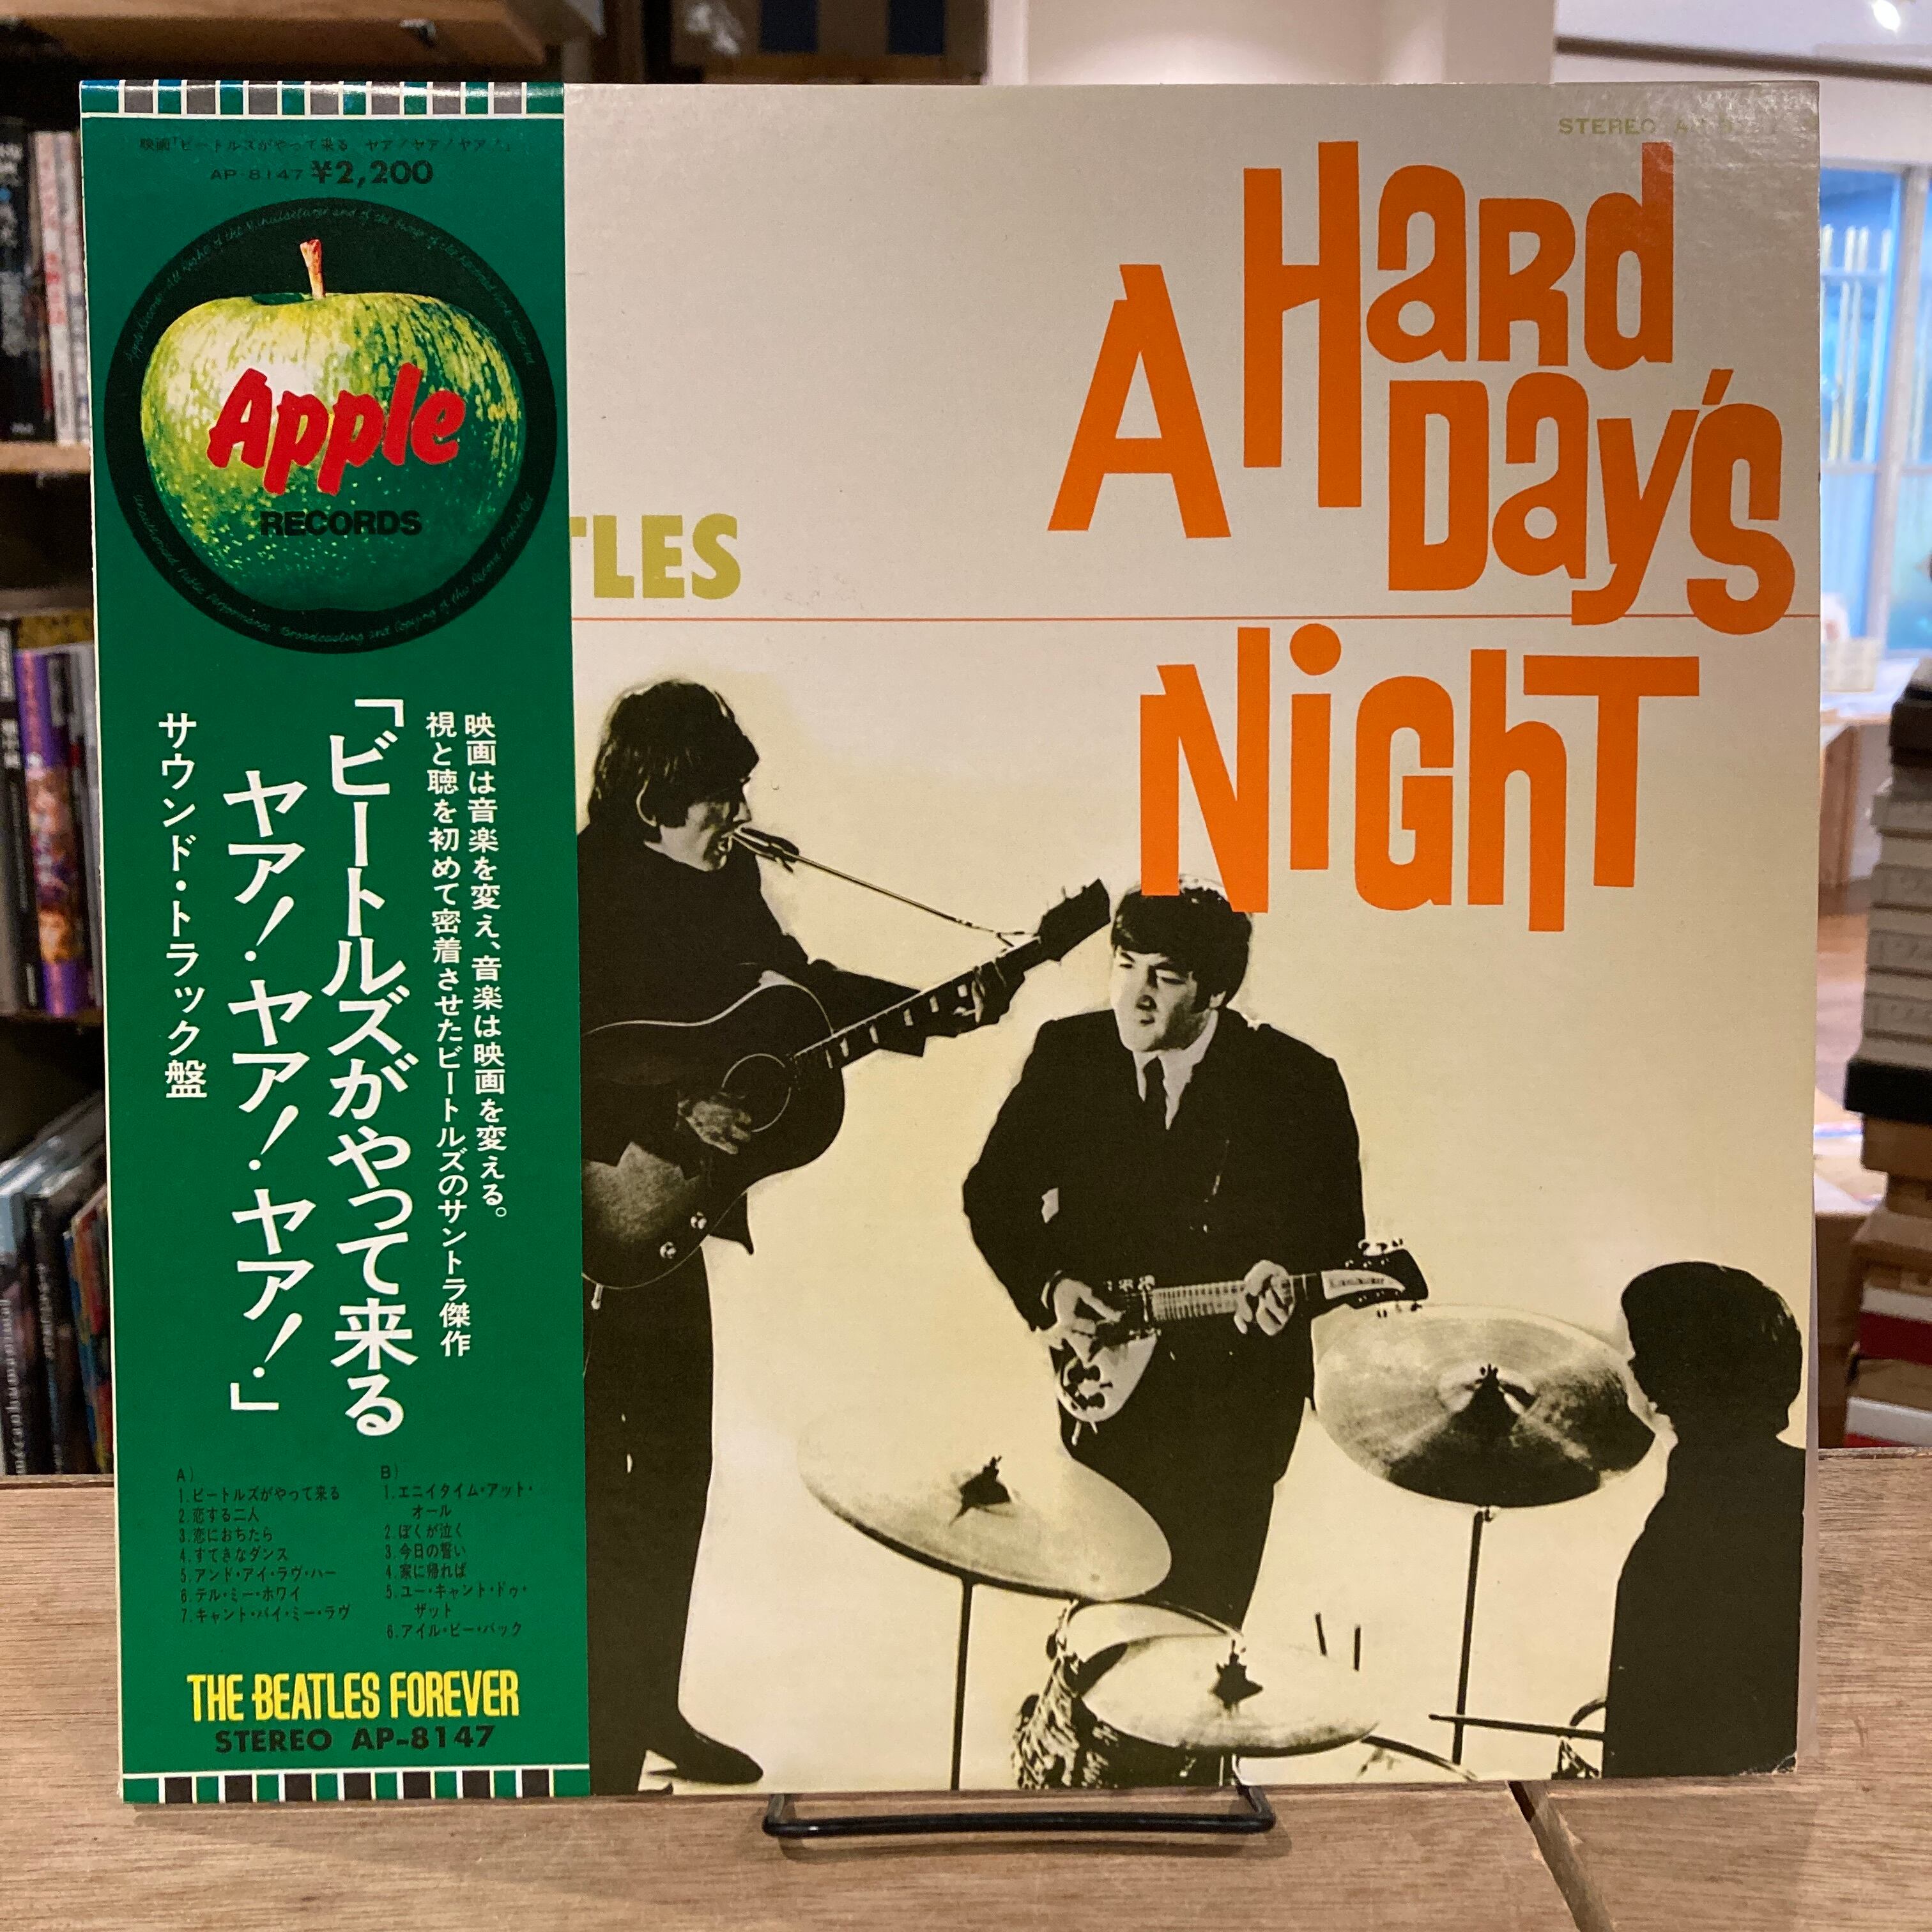 映画「ビートルズがやって来る ヤア!ヤア!ヤア!」
AP-8147 ¥2,200
Apple
RECORDS
映画は音楽を変え、音楽は映画を変える。
視と聴を初めて密着させたビートルズのサントラ傑作
「ビートルズがやって来る
ヤア!ヤア!ヤア!」
サウンド・トラック盤
A)
1.ビートルズがやって来る
2.恋する二人
3.恋におちたら
4.すてきなダンス
5.アンド・アイ・ラヴ・ハー
6.テル・ミー・ホワイ
7.キャント・バイ・ミー・ラヴ
B)
1.エニイタイム・アット・
オール
2.ぼくが泣く
3.今日の誓い
4.家に帰れば
5.ユー・キャント・ドゥ・
ザット
6.アイル・ビー・バック
THE BEATLES FOREVER
STEREO AP-8147
STEREO
TLES
A Hard
Day's
Night